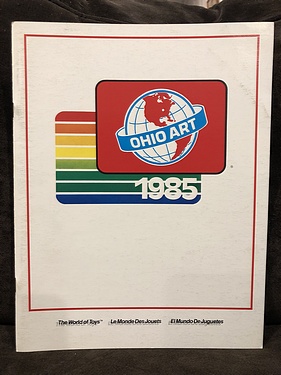 OHIO ART
1985
The World of Toys™ Le Monde Des Jouets El Mundo De Juguetes